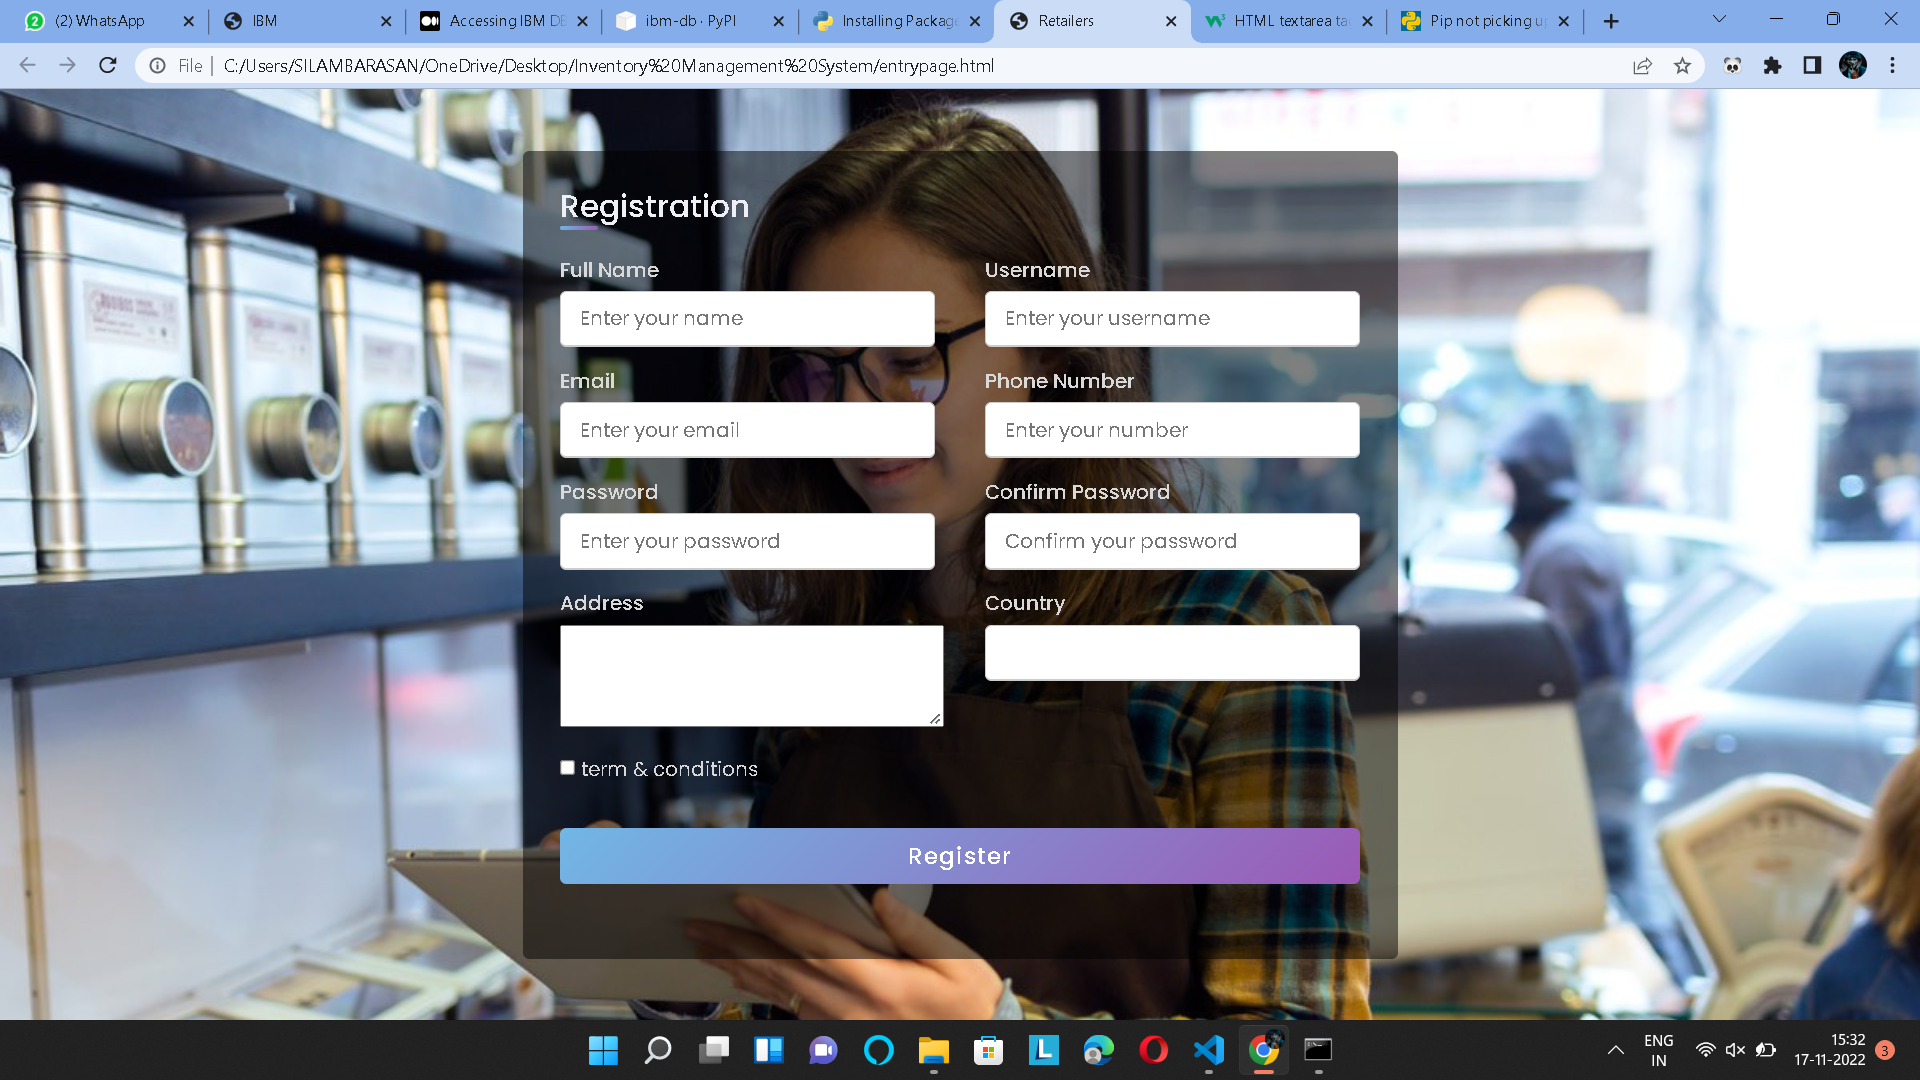 (2) WhatsApp
IBM
Accessing IBM DB
ibm-db · PyPI
Installing Package
Retailers
HTML textarea ta
Pip not picking u
File
C:/Users/SILAMBARASAN/OneDrive/Desktop/Inventory%20Management%20System/entrypage.html
Registration
Full Name
Username
Enter your name
Enter your username
Email
Phone Number
Enter your email
Enter your number
Password
Confirm Password
Enter your password
Confirm your password
Address
Country
term & conditions
Register
ENG
IN
15:32
17-11-2022
3